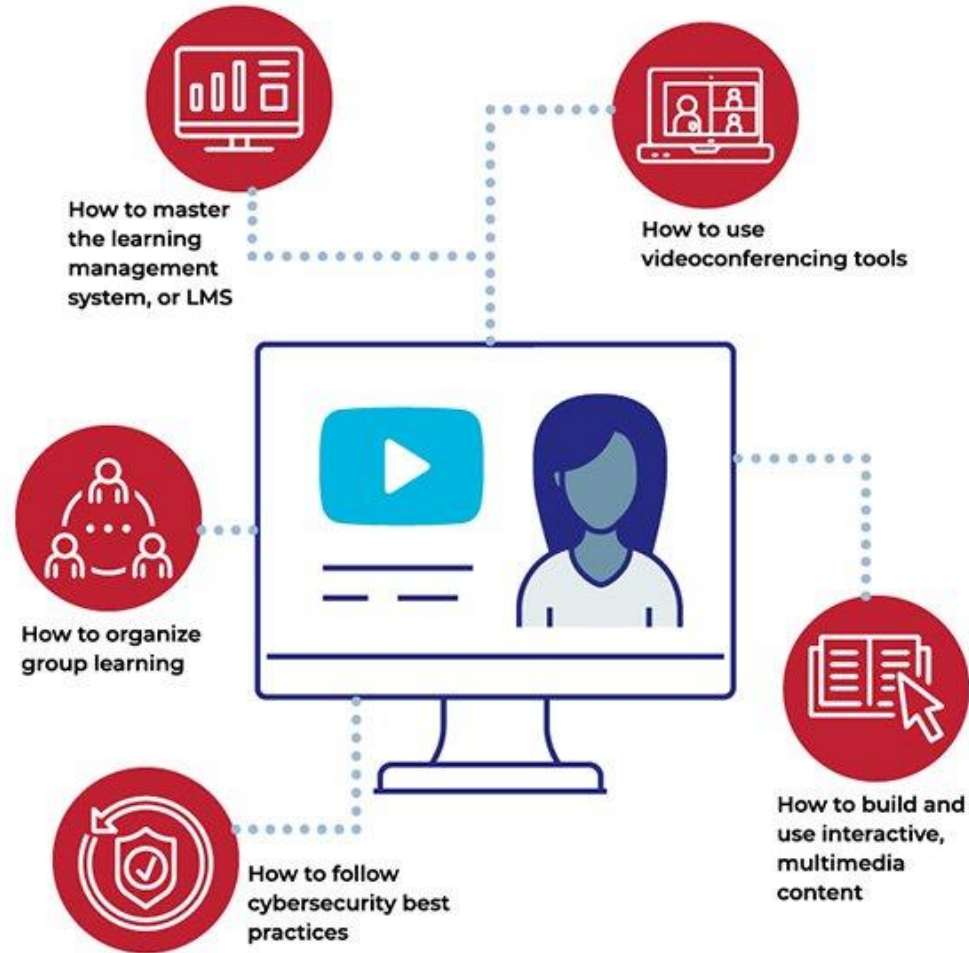 How to master
the learning
management
system, or LMS
How to use
videoconferencing tools
How to organize
group learning
How to build and
use interactive,
multimedia
content
How to follow
cybersecurity best
practices